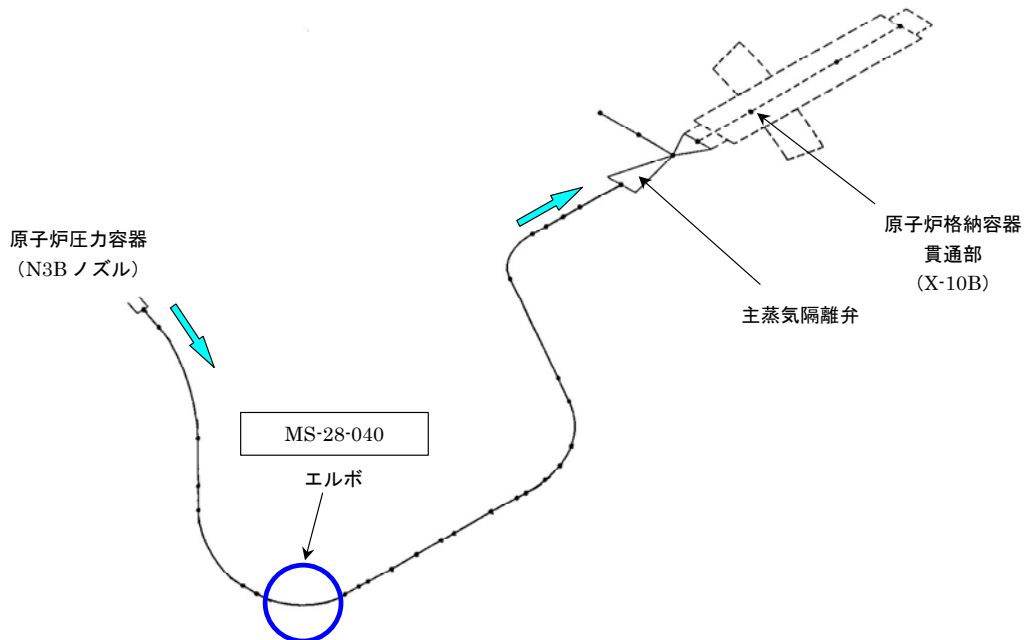 原子炉圧力容器
（N3B ノズル）
MS-28-040
エルボ
主蒸気隔離弁
原子炉格納容器
貫通部
（X-10B）